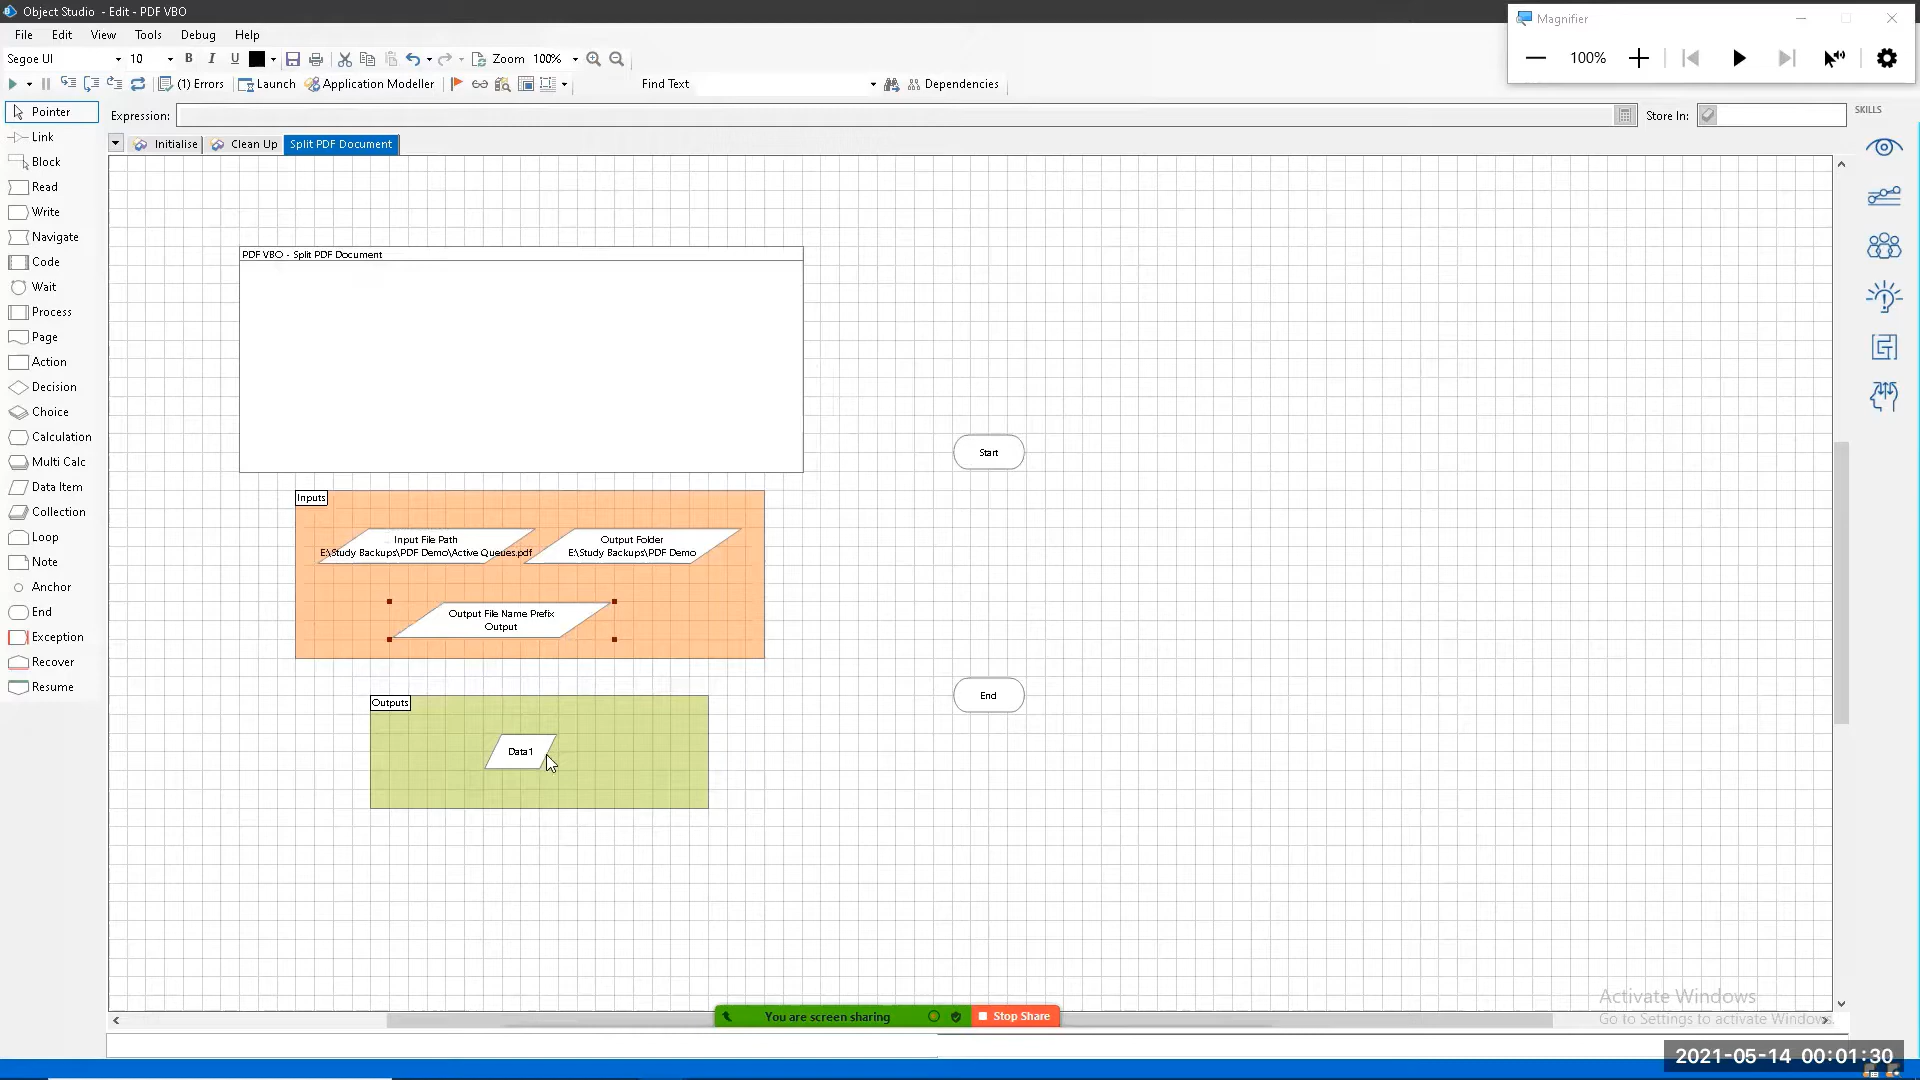 Object Studio - Edit - PDF VBO
Magnifier
File Edit View Tools Debug Help
100%
Segoe UI 10 B I U Zoom 100%
(1) Errors Launch Application Modeller Find Text Dependencies
Pointer
Expression: Store In: SKILLS
Link
Initialise Clean Up Split PDF Document
Block
Read
Write
Navigate
Code
Wait
Process
Page
Action
Decision
Choice
Calculation
Multi Calc
Data Item
Collection
Loop
Note
Anchor
End
Exception
Recover
Resume
PDF VBO - Split PDF Document
Start
Inputs
Input File Path
E:\Study Backups\PDF Demo\Active Queues.pdf
Output Folder
E:\Study Backups\PDF Demo
Output File Name Prefix
Output
End
Outputs
Data1
You are screen sharing Stop Share
Activate Windows
Go to Settings to activate Windows.
2021-05-14 00:01:30